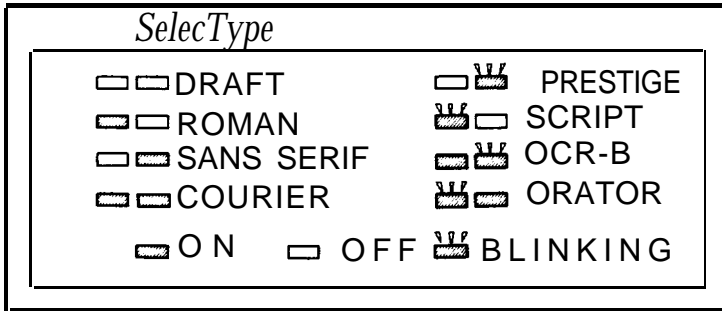 SelecType
DRAFT PRESTIGE
ROMAN SCRIPT
SANS SERIF OCR-B
COURIER ORATOR
ON OFF BLINKING